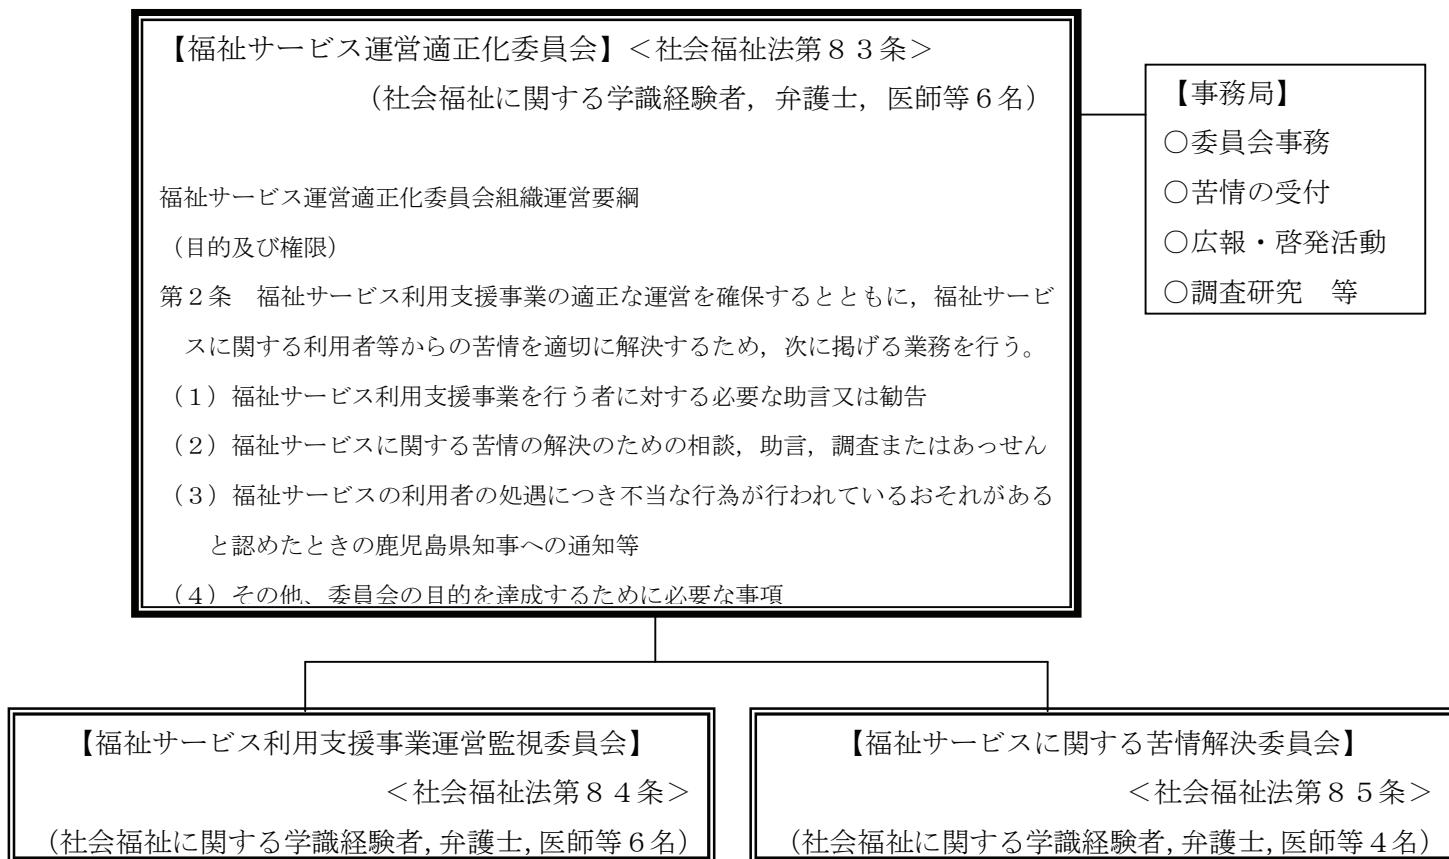 【福祉サービス運営適正化委員会】＜社会福祉法第８３条＞
（社会福祉に関する学識経験者，弁護士，医師等６名）
福祉サービス運営適正化委員会組織運営要綱
（目的及び権限）
第２条　福祉サービス利用支援事業の適正な運営を確保するとともに，福祉サービ
スに関する利用者等からの苦情を適切に解決するため，次に掲げる業務を行う。
（１）福祉サービス利用支援事業を行う者に対する必要な助言又は勧告
（２）福祉サービスに関する苦情の解決のための相談，助言，調査またはあっせん
（３）福祉サービスの利用者の処遇につき不当な行為が行われているおそれがある
と認めたときの鹿児島県知事への通知等
（４）その他、委員会の目的を達成するために必要な事項
【事務局】
○委員会事務
○苦情の受付
○広報・啓発活動
○調査研究　等
【福祉サービス利用支援事業運営監視委員会】
＜社会福祉法第８４条＞
（社会福祉に関する学識経験者，弁護士，医師等６名）
【福祉サービスに関する苦情解決委員会】
＜社会福祉法第８５条＞
（社会福祉に関する学識経験者，弁護士，医師等４名）